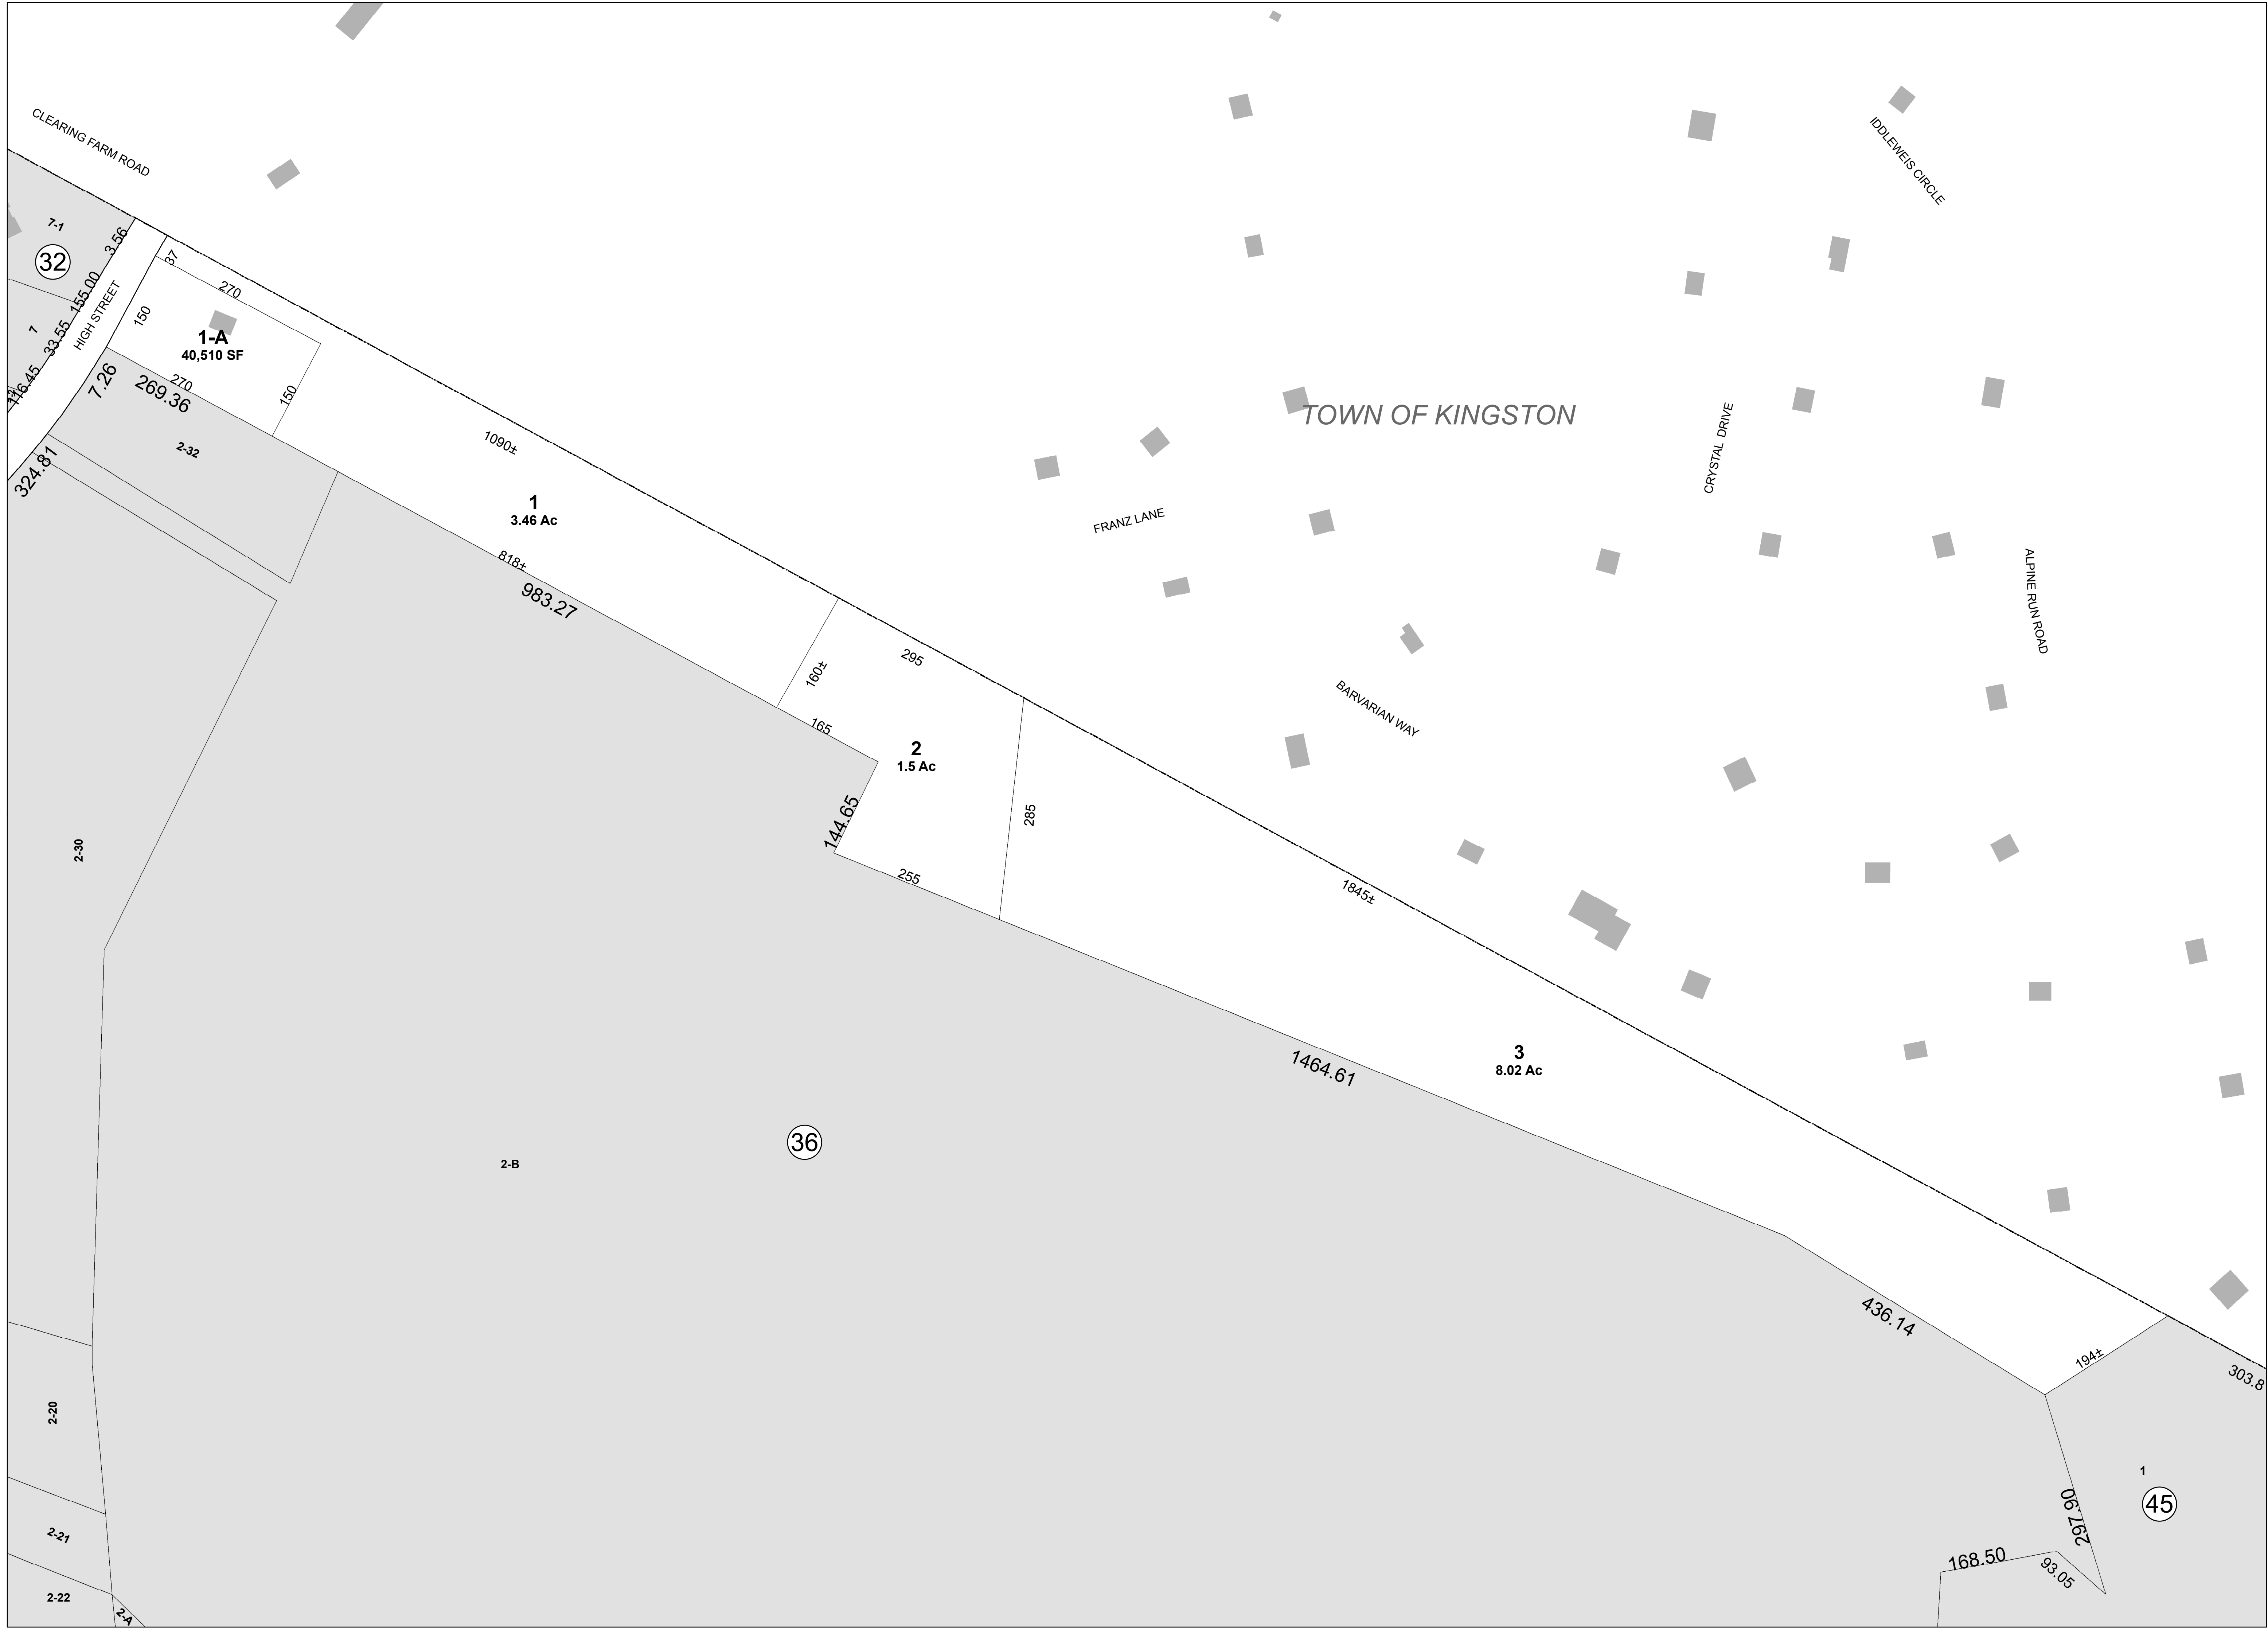 CLEARING FARM ROAD
IDDLEWEIS CIRCLE
7-1
3.56
32
37
155.00
270
HIGH STREET
150
7
33.55
1-A
40,510 SF
116.45
7.26
269.36
270
150
TOWN OF KINGSTON
CRYSTAL DRIVE
2-32
1090±
324.81
1
3.46 Ac
FRANZ LANE
818±
983.27
ALPINE RUN ROAD
295
160±
BARVARIAN WAY
165
2
1.5 Ac
144.65
285
2-30
255
1845±
3
8.02 Ac
1464.61
36
2-B
436.14
194±
303.8
2-20
1
45
297.90
2-21
168.50
93.05
2-22
2-A